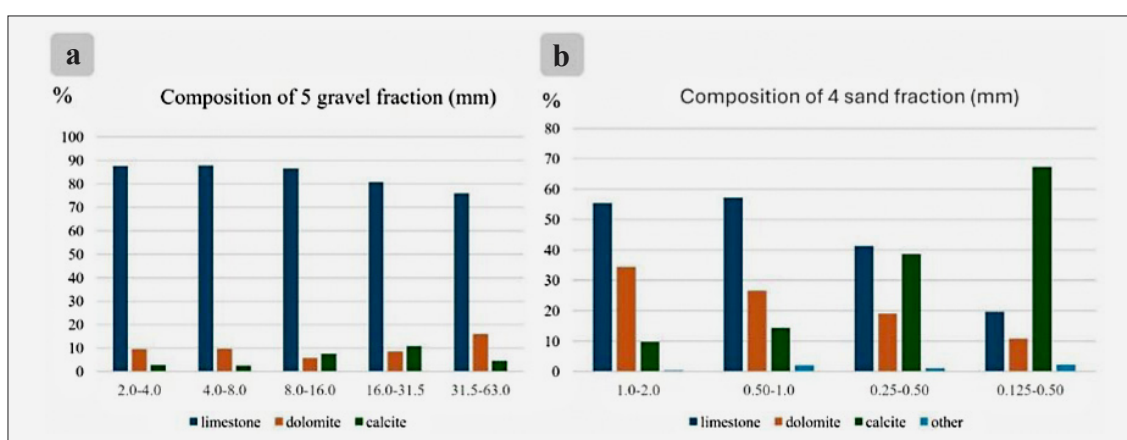 a
%
Composition of 5 gravel fraction (mm)
100
90
80
70
60
50
40
30
20
10
0
2.0-4.0 4.0-8.0 8.0-16.0 16.0-31.5 31.5-63.0
limestone dolomite calcite
b
%
Composition of 4 sand fraction (mm)
80
70
60
50
40
30
20
10
0
1.0-2.0 0.50-1.0 0.25-0.50 0.125-0.50
limestone dolomite calcite other